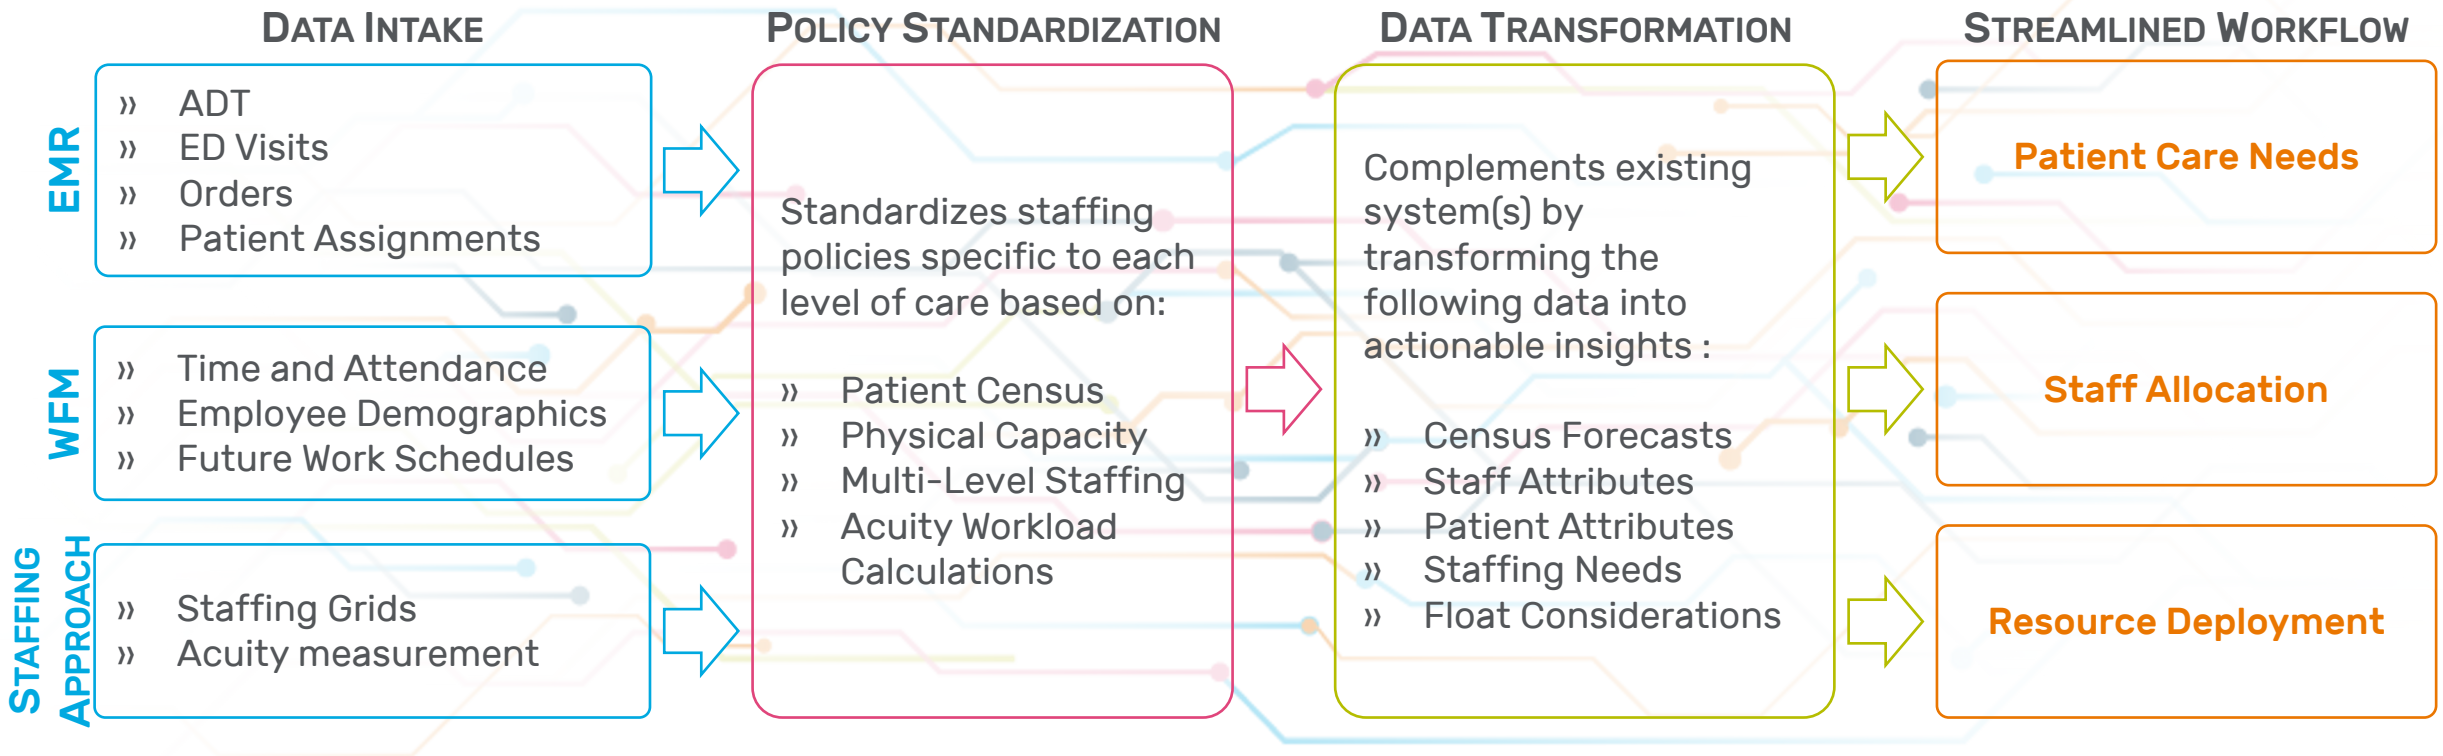 DATA INTAKE
EMR
» ADT
» ED Visits
» Orders
» Patient Assignments
WFM
» Time and Attendance
» Employee Demographics
» Future Work Schedules
STAFFING
APPROACH
» Staffing Grids
» Acuity measurement
POLICY STANDARDIZATION
Standardizes staffing
policies specific to each
level of care based on:
» Patient Census
» Physical Capacity
» Multi-Level Staffing
» Acuity Workload
Calculations
DATA TRANSFORMATION
Complements existing
system(s) by
transforming the
following data into
actionable insights :
» Census Forecasts
» Staff Attributes
» Patient Attributes
» Staffing Needs
» Float Considerations
STREAMLINED WORKFLOW
Patient Care Needs
Staff Allocation
Resource Deployment